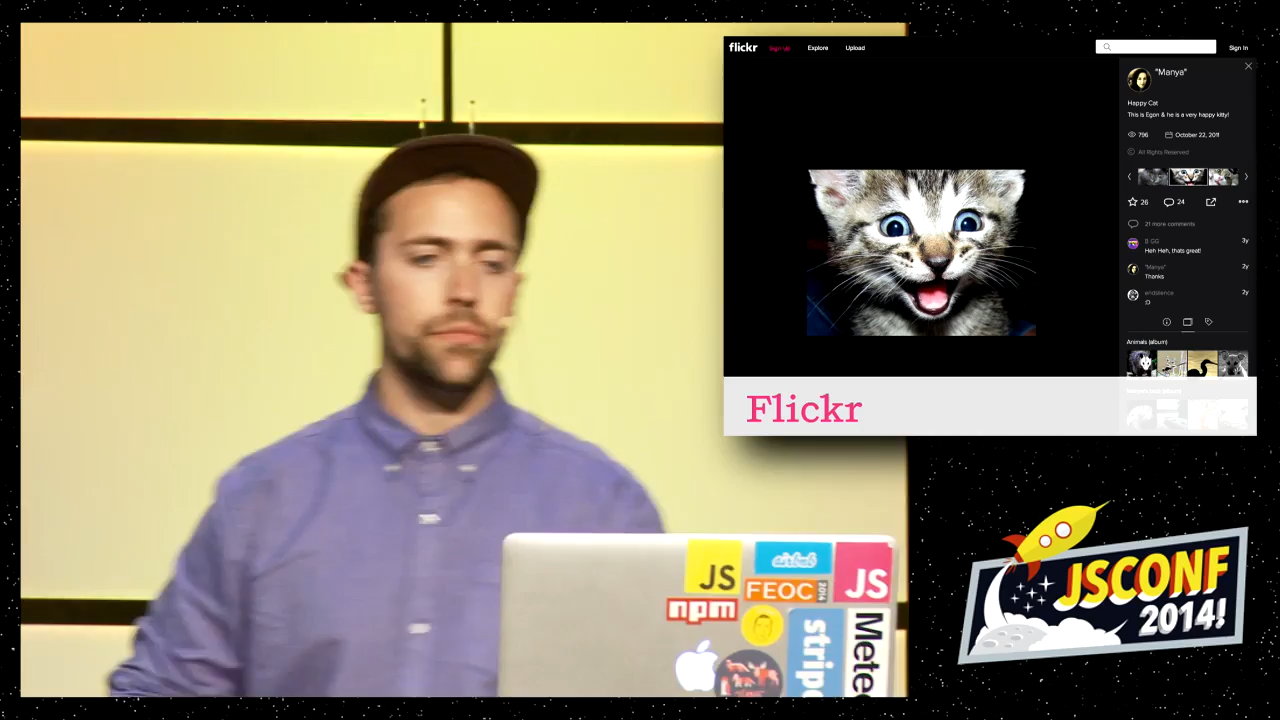 flickr Sign Up Explore Upload Sign In
"Manya"
Happy Cat
This is Egon & he is a very happy kitty!
796 October 22, 2011
All Rights Reserved
26 24
21 more comments
B GG 3y
Heh Heh, thats great!
"Manya" 2y
Thanks
2y
Animals (album)
Flickr
JS
airbnb
JS
FEOC 2014
npm
stripe
Mete
JSCONF
2014!